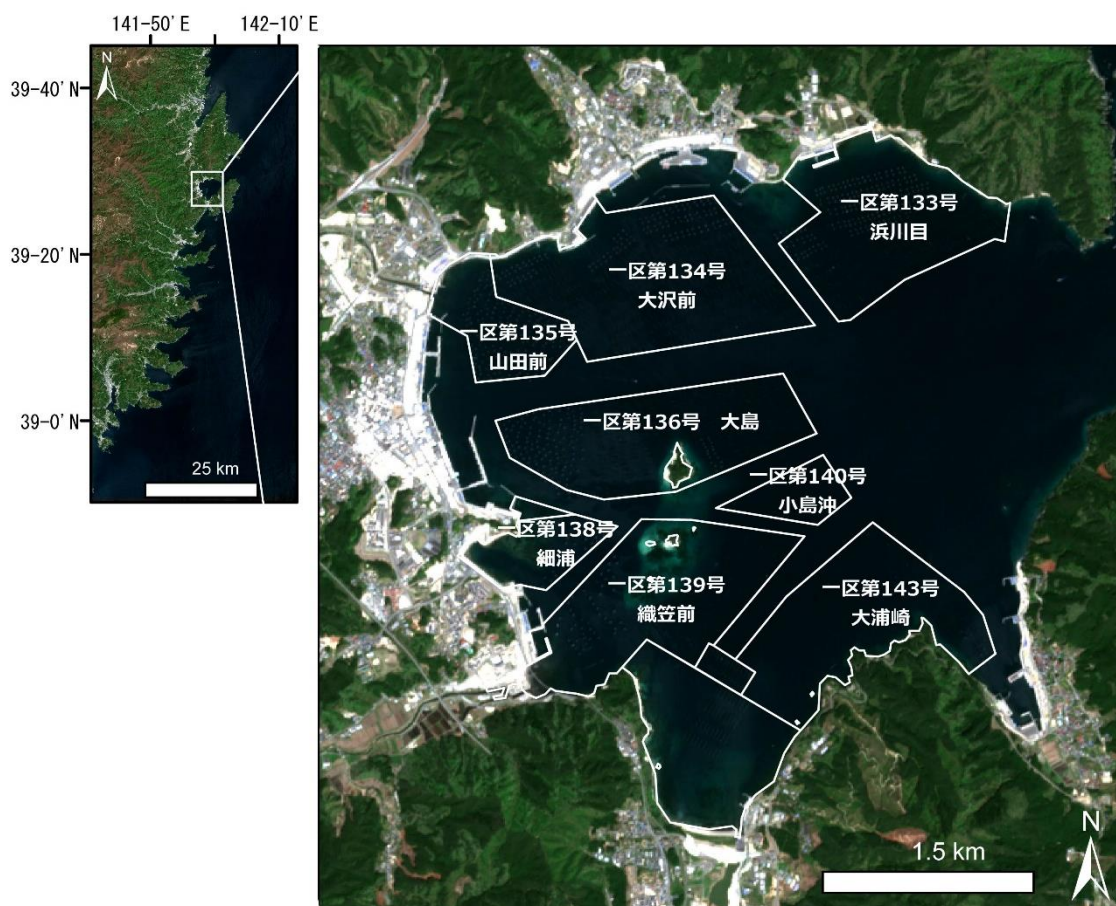 141-50' E
142-10' E
N
39-40' N
39-20' N
39-0' N
25 km
一区第133号
浜川目
一区第134号
大沢前
一区第135号
山田前
一区第136号 大島
一区第140号
小島沖
一区第138号
細浦
一区第139号
織笠前
一区第143号
大浦崎
N
1.5 km